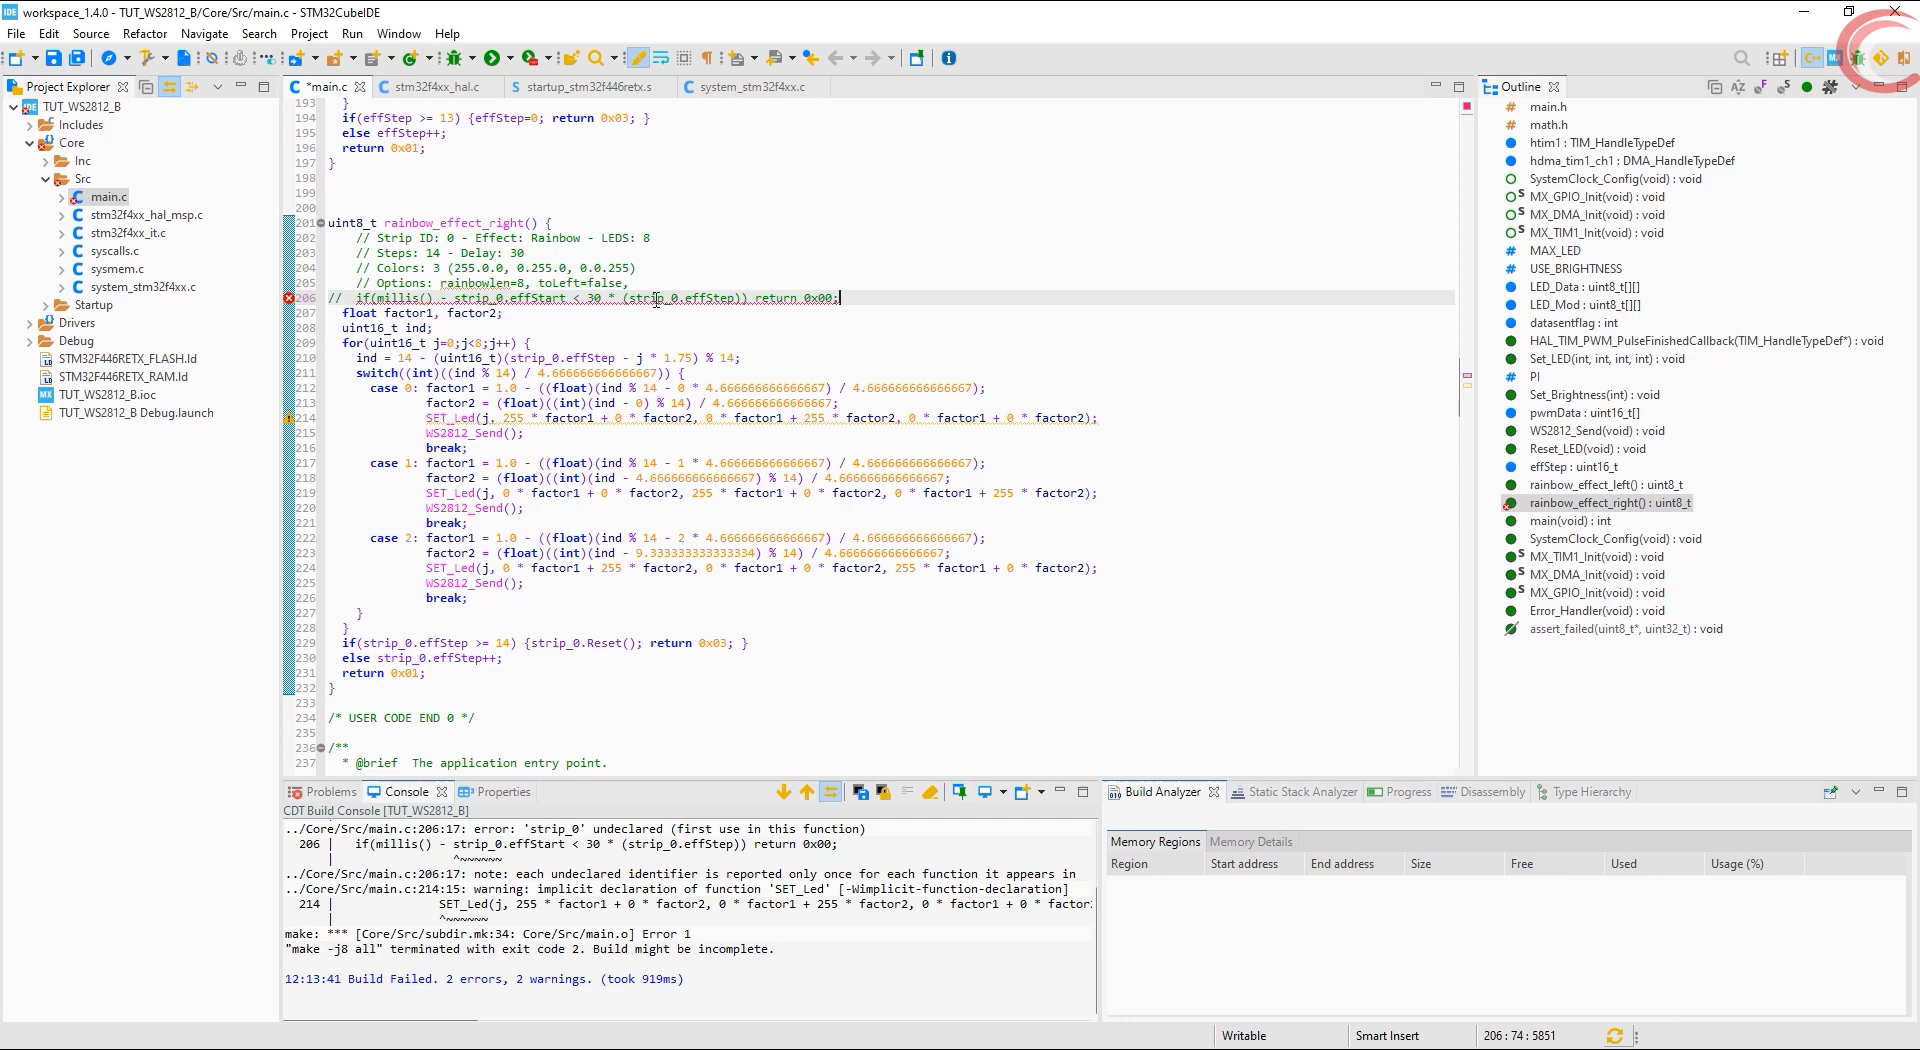 workspace_1.4.0 - TUT_WS2812_B/Core/Src/main.c - STM32CubeIDE
File Edit Source Refactor Navigate Search Project Run Window Help
Project Explorer
TUT_WS2812_B
Includes
Core
Inc
Src
main.c
stm32f4xx_hal_msp.c
stm32f4xx_it.c
syscalls.c
sysmem.c
system_stm32f4xx.c
Startup
Drivers
Debug
STM32F446RETX_FLASH.ld
STM32F446RETX_RAM.ld
TUT_WS2812_B.ioc
TUT_WS2812_B Debug.launch
*main.c stm32f4xx_hal.c startup_stm32f446retx.s system_stm32f4xx.c
193 }
194 if(effStep >= 13) {effStep=0; return 0x03; }
195 else effStep++;
196 return 0x01;
197 }
198
199
200
201 uint8_t rainbow_effect_right() {
202 // Strip ID: 0 - Effect: Rainbow - LEDS: 8
203 // Steps: 14 - Delay: 30
204 // Colors: 3 (255.0.0, 0.255.0, 0.0.255)
205 // Options: rainbowlen=8, toLeft=false,
206 // if(millis() - strip_0.effStart < 30 * (strip_0.effStep)) return 0x00;
207 float factor1, factor2;
208 uint16_t ind;
209 for(uint16_t j=0;j<8;j++) {
210 ind = 14 - (uint16_t)(strip_0.effStep - j * 1.75) % 14;
211 switch((int)((ind % 14) / 4.666666666666667)) {
212 case 0: factor1 = 1.0 - ((float)(ind % 14 - 0 * 4.666666666666667) / 4.666666666666667);
213 factor2 = (float)((int)(ind - 0) % 14) / 4.666666666666667;
214 SET_Led(j, 255 * factor1 + 0 * factor2, 0 * factor1 + 255 * factor2, 0 * factor1 + 0 * factor2);
215 WS2812_Send();
216 break;
217 case 1: factor1 = 1.0 - ((float)(ind % 14 - 1 * 4.666666666666667) / 4.666666666666667);
218 factor2 = (float)((int)(ind - 4.666666666666667) % 14) / 4.666666666666667;
219 SET_Led(j, 0 * factor1 + 0 * factor2, 255 * factor1 + 0 * factor2, 0 * factor1 + 255 * factor2);
220 WS2812_Send();
221 break;
222 case 2: factor1 = 1.0 - ((float)(ind % 14 - 2 * 4.666666666666667) / 4.666666666666667);
223 factor2 = (float)((int)(ind - 9.333333333333334) % 14) / 4.666666666666667;
224 SET_Led(j, 0 * factor1 + 255 * factor2, 0 * factor1 + 0 * factor2, 255 * factor1 + 0 * factor2);
225 WS2812_Send();
226 break;
227 }
228 }
229 if(strip_0.effStep >= 14) {strip_0.Reset(); return 0x03; }
230 else strip_0.effStep++;
231 return 0x01;
232 }
233
234 /* USER CODE END 0 */
235
236 /**
237 * @brief The application entry point.
Outline
main.h
math.h
htim1 : TIM_HandleTypeDef
hdma_tim1_ch1 : DMA_HandleTypeDef
SystemClock_Config(void) : void
MX_GPIO_Init(void) : void
MX_DMA_Init(void) : void
MX_TIM1_Init(void) : void
MAX_LED
USE_BRIGHTNESS
LED_Data : uint8_t[][]
LED_Mod : uint8_t[][]
datasentflag : int
HAL_TIM_PWM_PulseFinishedCallback(TIM_HandleTypeDef*) : void
Set_LED(int, int, int, int) : void
PI
Set_Brightness(int) : void
pwmData : uint16_t[]
WS2812_Send(void) : void
Reset_LED(void) : void
effStep : uint16_t
rainbow_effect_left() : uint8_t
rainbow_effect_right() : uint8_t
main(void) : int
SystemClock_Config(void) : void
MX_TIM1_Init(void) : void
MX_DMA_Init(void) : void
MX_GPIO_Init(void) : void
Error_Handler(void) : void
assert_failed(uint8_t*, uint32_t) : void
Problems Console Properties
CDT Build Console [TUT_WS2812_B]
../Core/Src/main.c:206:17: error: 'strip_0' undeclared (first use in this function)
206 | if(millis() - strip_0.effStart < 30 * (strip_0.effStep)) return 0x00;
| ^~~~~~~
../Core/Src/main.c:206:17: note: each undeclared identifier is reported only once for each function it appears in
../Core/Src/main.c:214:15: warning: implicit declaration of function 'SET_Led' [-Wimplicit-function-declaration]
214 | SET_Led(j, 255 * factor1 + 0 * factor2, 0 * factor1 + 255 * factor2, 0 * factor1 + 0 * factor
| ^~~~~~~
make: *** [Core/Src/subdir.mk:34: Core/Src/main.o] Error 1
"make -j8 all" terminated with exit code 2. Build might be incomplete.
12:13:41 Build Failed. 2 errors, 2 warnings. (took 919ms)
Build Analyzer Static Stack Analyzer Progress Disassembly Type Hierarchy
Memory Regions Memory Details
Region Start address End address Size Free Used Usage (%)
Writable Smart Insert 206 : 74 : 5851